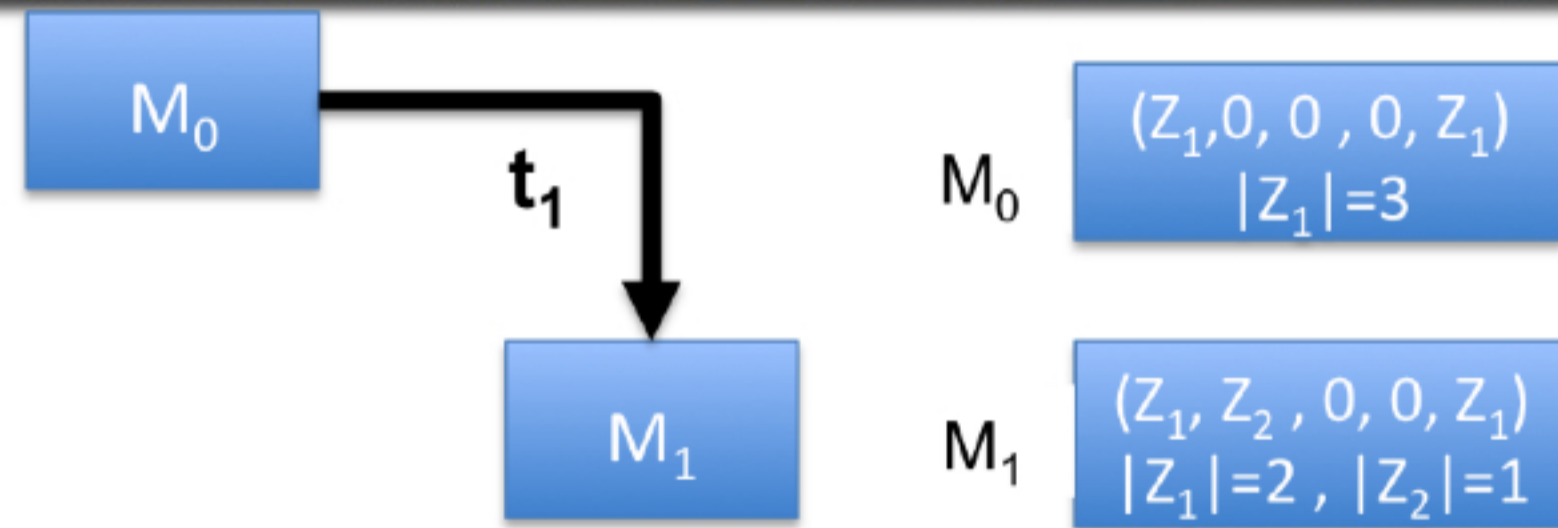 M₀
t₁
M₁
M₀
(Z₁,0, 0 , 0, Z₁)
|Z₁|=3
M₁
(Z₁, Z₂ , 0, 0, Z₁)
|Z₁|=2 , |Z₂|=1